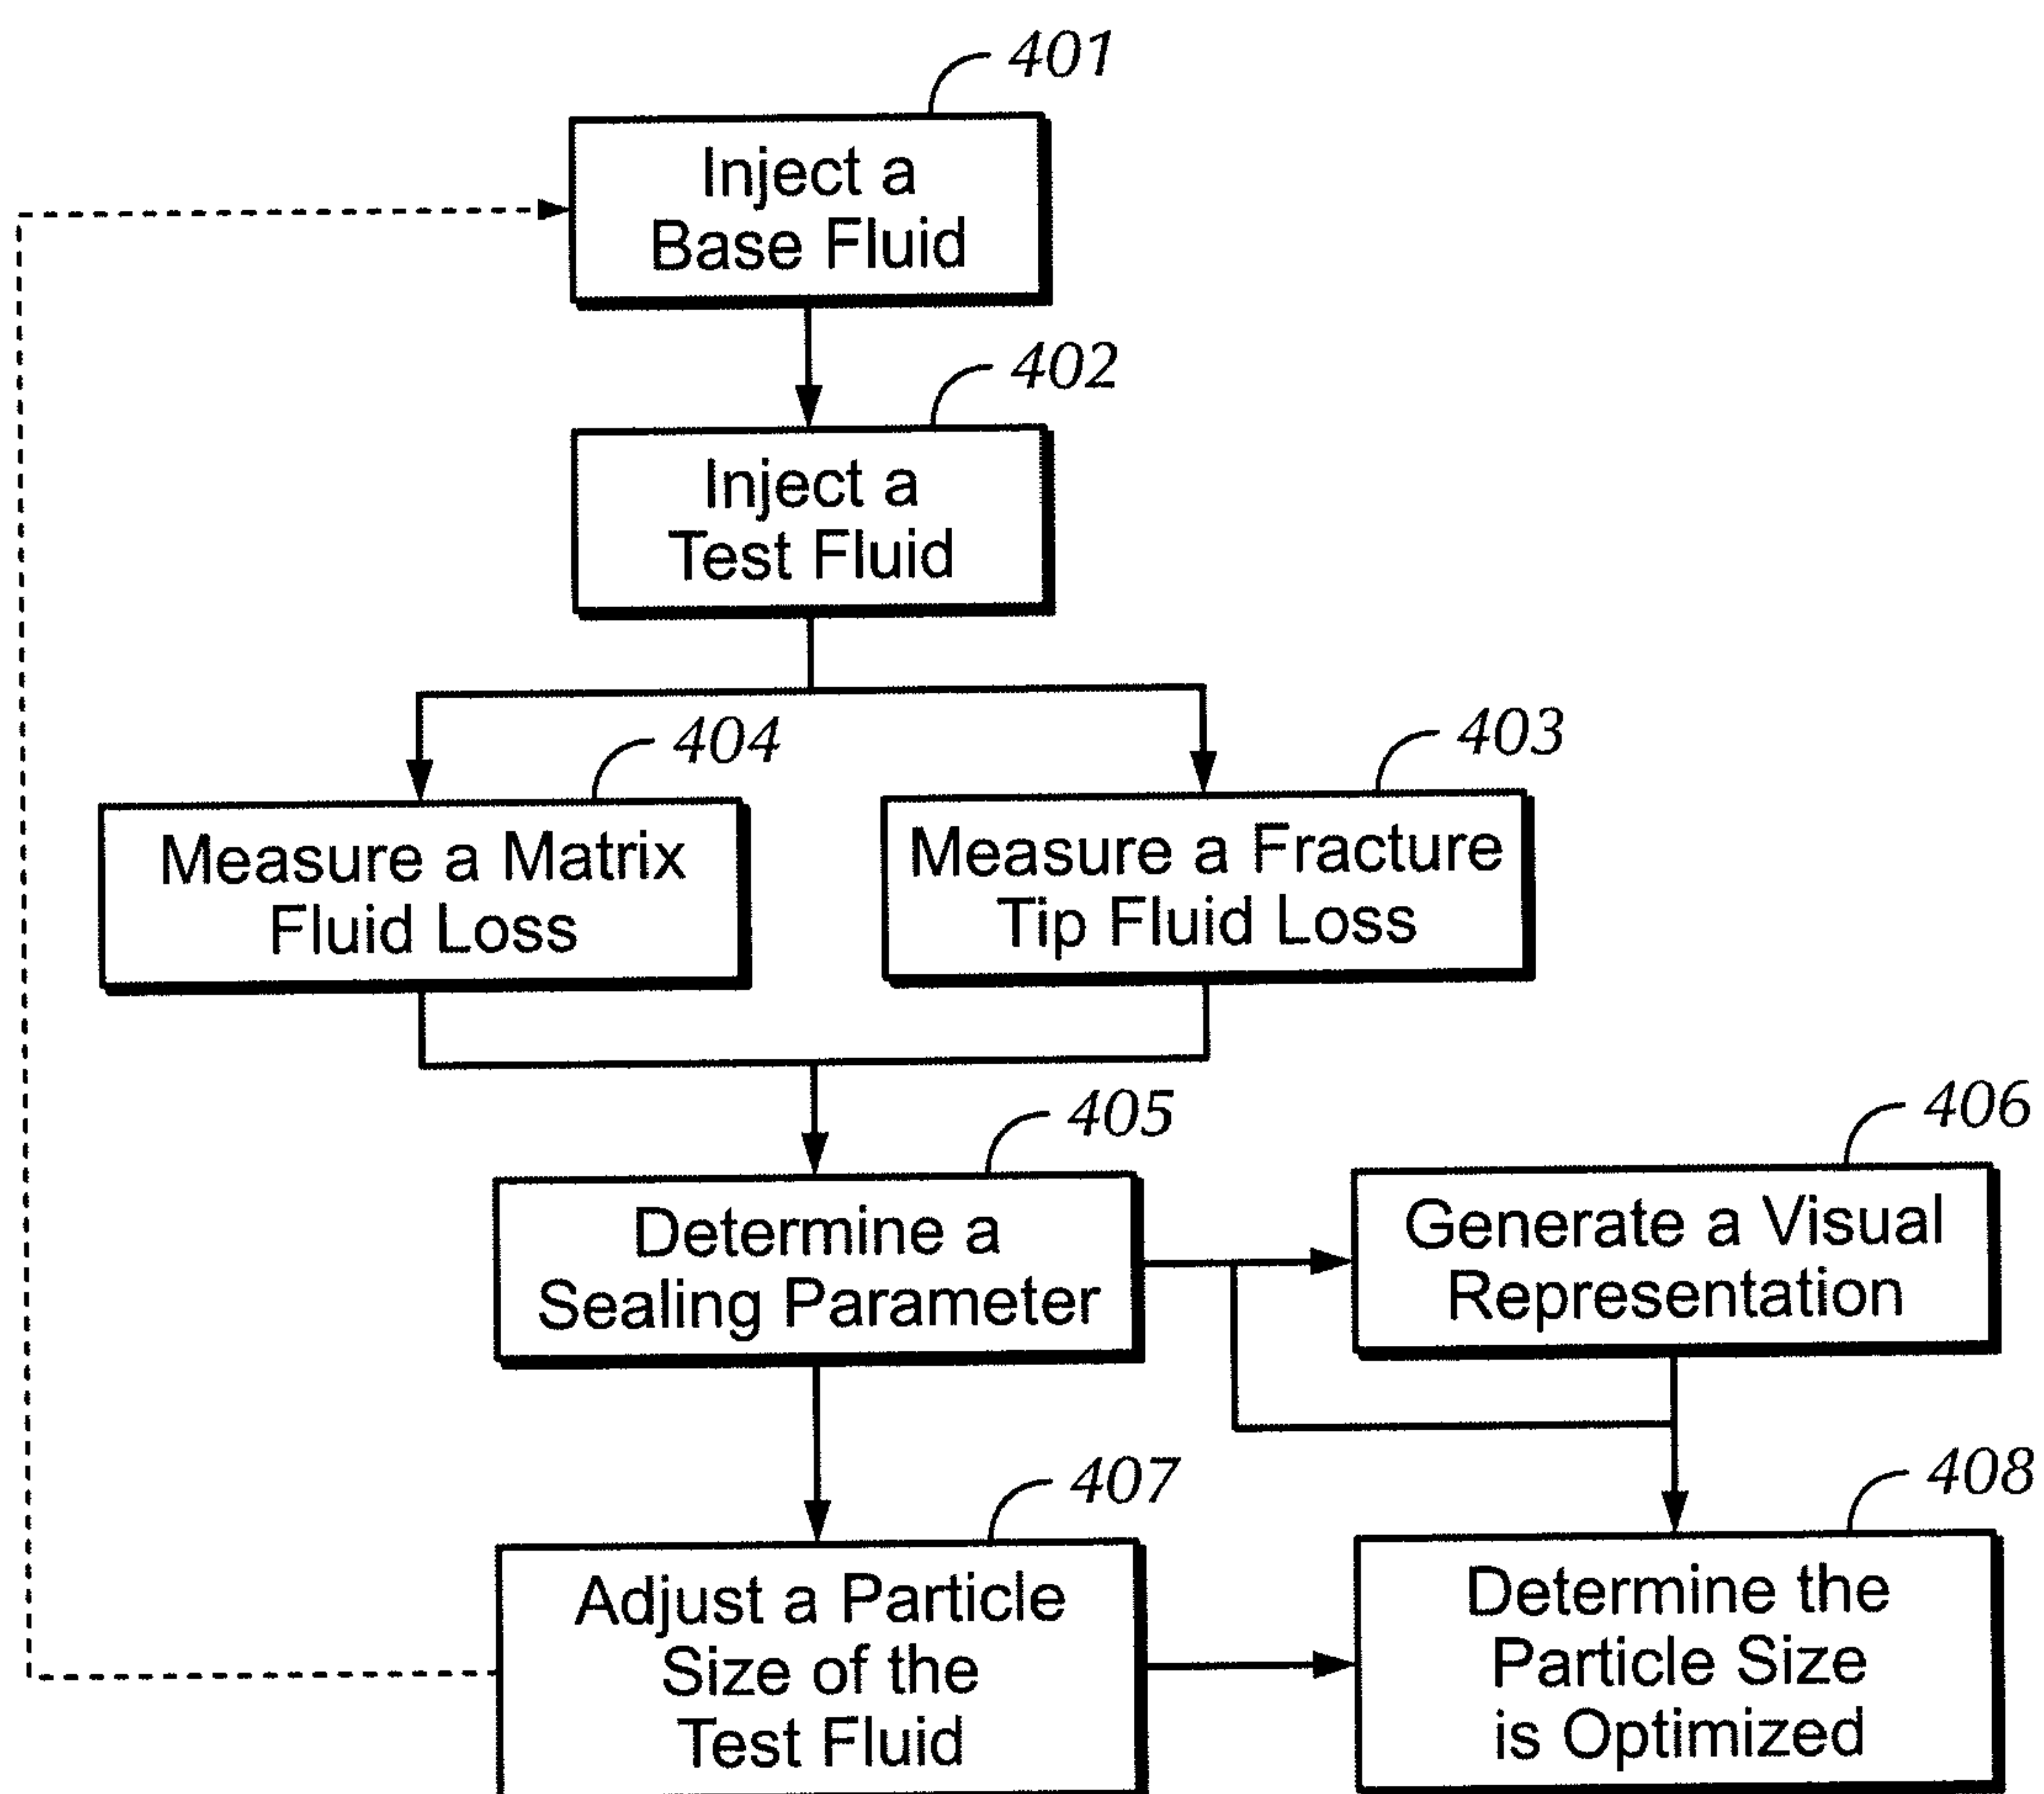 401
Inject a
Base Fluid
402
Inject a
Test Fluid
404
Measure a Matrix
Fluid Loss
403
Measure a Fracture
Tip Fluid Loss
405
Determine a
Sealing Parameter
406
Generate a Visual
Representation
407
Adjust a Particle
Size of the
Test Fluid
408
Determine the
Particle Size
is Optimized